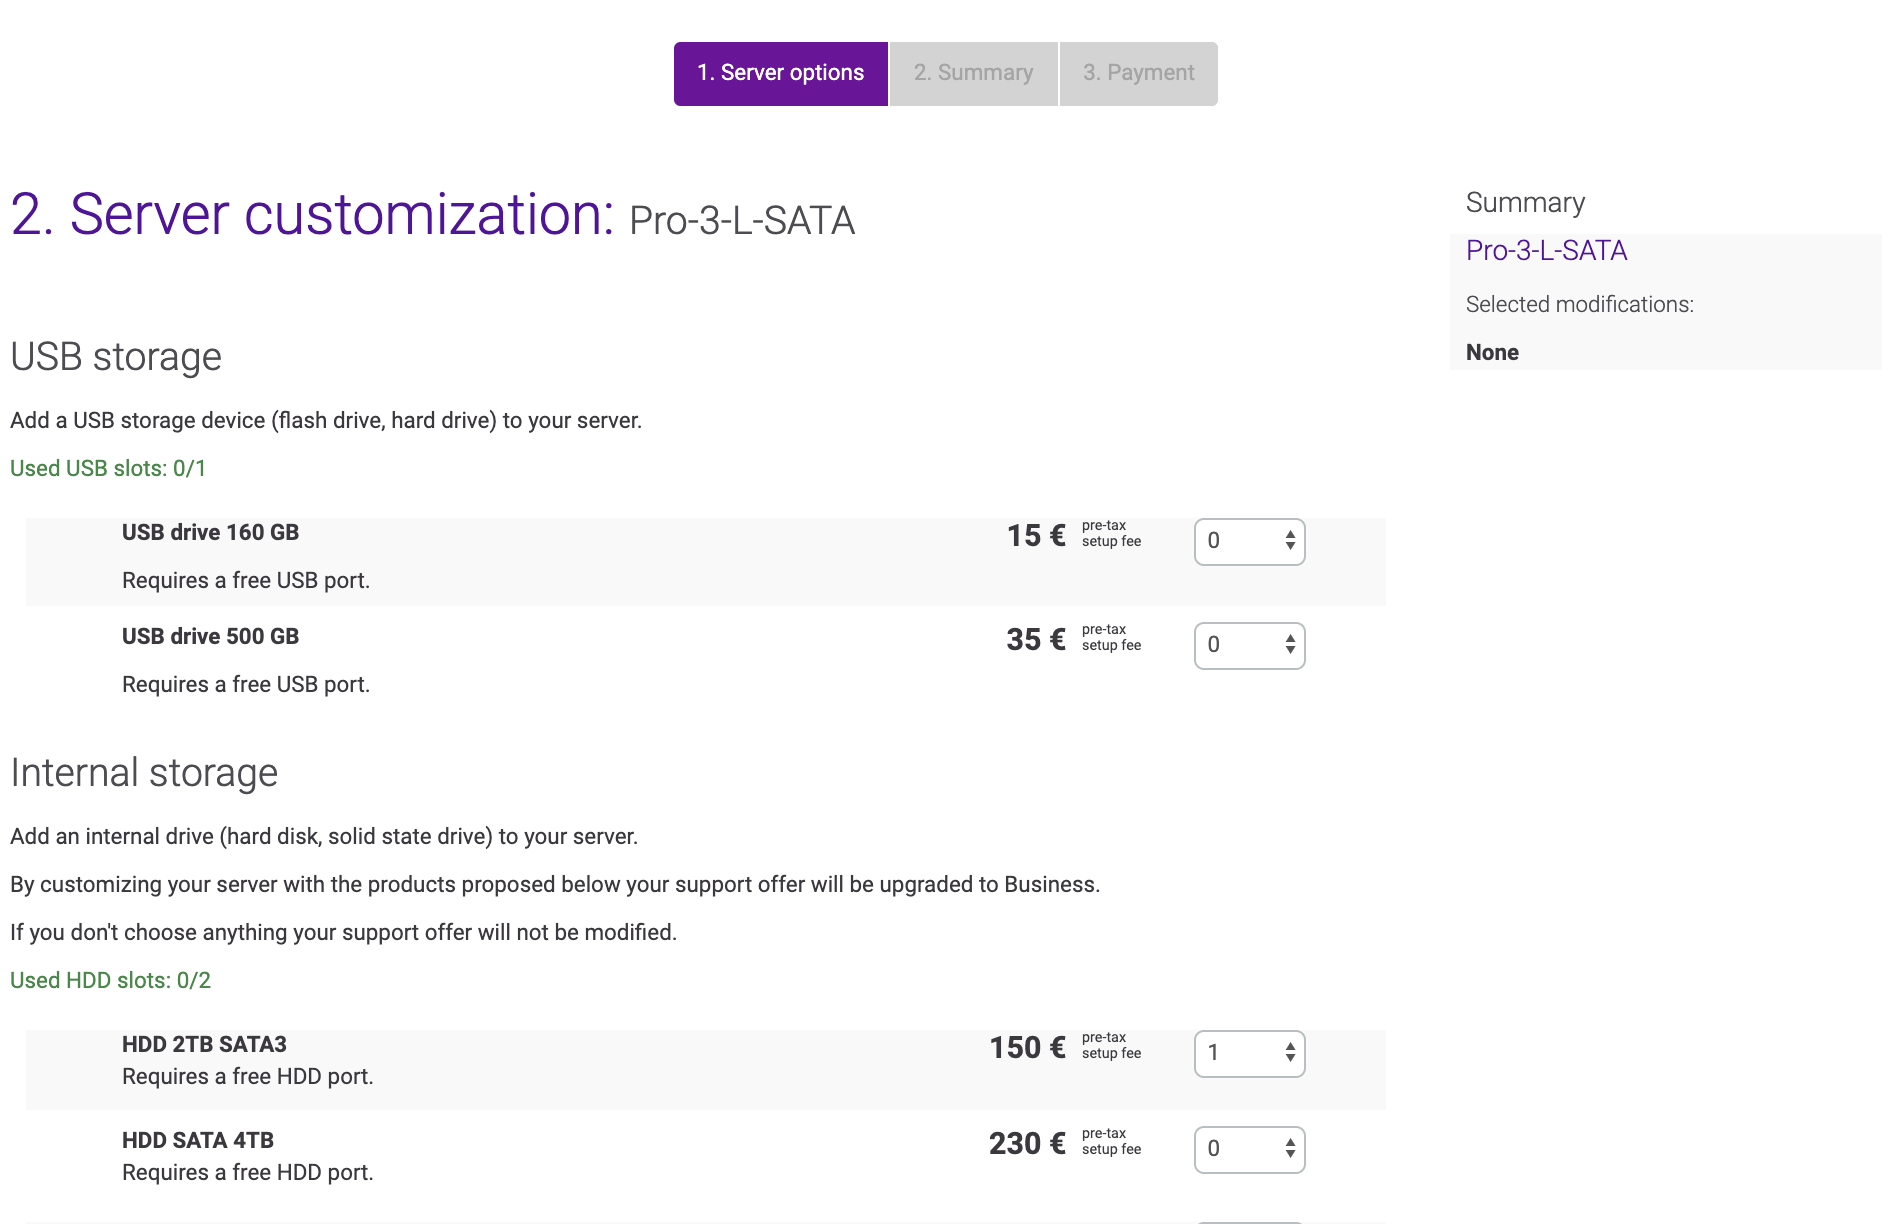 1. Server options
2. Summary
3. Payment
2. Server customization: Pro-3-L-SATA
Summary
Pro-3-L-SATA
Selected modifications:
None
USB storage
Add a USB storage device (flash drive, hard drive) to your server.
Used USB slots: 0/1
USB drive 160 GB
Requires a free USB port.
15 €
pre-tax
setup fee
0
USB drive 500 GB
Requires a free USB port.
35 €
pre-tax
setup fee
0
Internal storage
Add an internal drive (hard disk, solid state drive) to your server.
By customizing your server with the products proposed below your support offer will be upgraded to Business.
If you don't choose anything your support offer will not be modified.
Used HDD slots: 0/2
HDD 2TB SATA3
Requires a free HDD port.
150 €
pre-tax
setup fee
1
HDD SATA 4TB
Requires a free HDD port.
230 €
pre-tax
setup fee
0